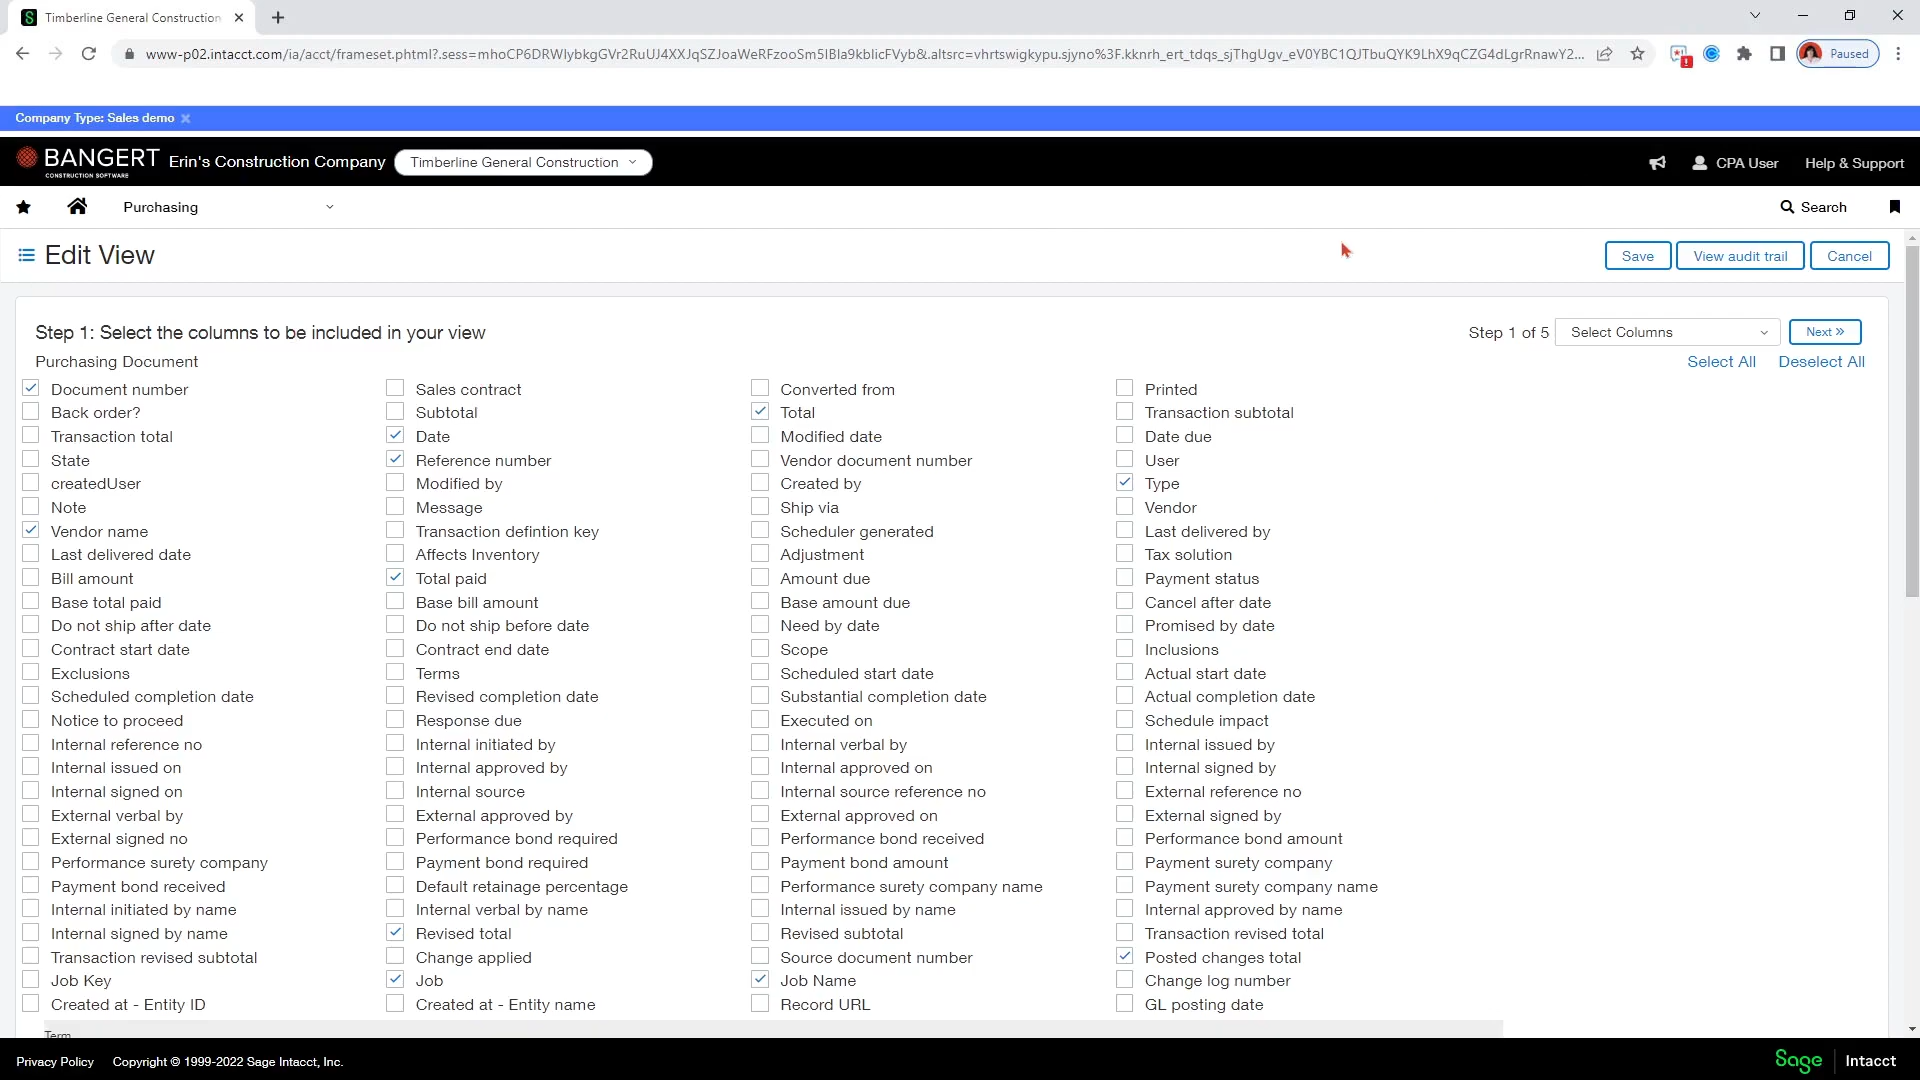 Timberline General Construction
www-p02.intacct.com/ia/acct/frameset.phtml?.sess=mhoCP6DRWIybkgGVr2RuUJ4XXJqSZJoaWeRFzooSm5IBIa9kblicFVyb&.altsrc=vhrtswigkypu.sjyno%3F.kknrh_ert_tdqs_sjThgUgv_eV0YBC1QJTbuQYK9LhX9qCZG4dLgrRnawY2...
Paused
Company Type: Sales demo
BANGERT
CONSTRUCTION SOFTWARE
Erin's Construction Company
Timberline General Construction
CPA User
Help & Support
Purchasing
Search
Edit View
Save
View audit trail
Cancel
Step 1: Select the columns to be included in your view
Step 1 of 5
Select Columns
Next »
Purchasing Document
Select All
Deselect All
Document number
Sales contract
Converted from
Printed
Back order?
Subtotal
Total
Transaction subtotal
Transaction total
Date
Modified date
Date due
State
Reference number
Vendor document number
User
createdUser
Modified by
Created by
Type
Note
Message
Ship via
Vendor
Vendor name
Transaction defintion key
Scheduler generated
Last delivered by
Last delivered date
Affects Inventory
Adjustment
Tax solution
Bill amount
Total paid
Amount due
Payment status
Base total paid
Base bill amount
Base amount due
Cancel after date
Do not ship after date
Do not ship before date
Need by date
Promised by date
Contract start date
Contract end date
Scope
Inclusions
Exclusions
Terms
Scheduled start date
Actual start date
Scheduled completion date
Revised completion date
Substantial completion date
Actual completion date
Notice to proceed
Response due
Executed on
Schedule impact
Internal reference no
Internal initiated by
Internal verbal by
Internal issued by
Internal issued on
Internal approved by
Internal approved on
Internal signed by
Internal signed on
Internal source
Internal source reference no
External reference no
External verbal by
External approved by
External approved on
External signed by
External signed no
Performance bond required
Performance bond received
Performance bond amount
Performance surety company
Payment bond required
Payment bond amount
Payment surety company
Payment bond received
Default retainage percentage
Performance surety company name
Payment surety company name
Internal initiated by name
Internal verbal by name
Internal issued by name
Internal approved by name
Internal signed by name
Revised total
Revised subtotal
Transaction revised total
Transaction revised subtotal
Change applied
Source document number
Posted changes total
Job Key
Job
Job Name
Change log number
Created at - Entity ID
Created at - Entity name
Record URL
GL posting date
Term
Privacy Policy
Copyright © 1999-2022 Sage Intacct, Inc.
Sage
Intacct